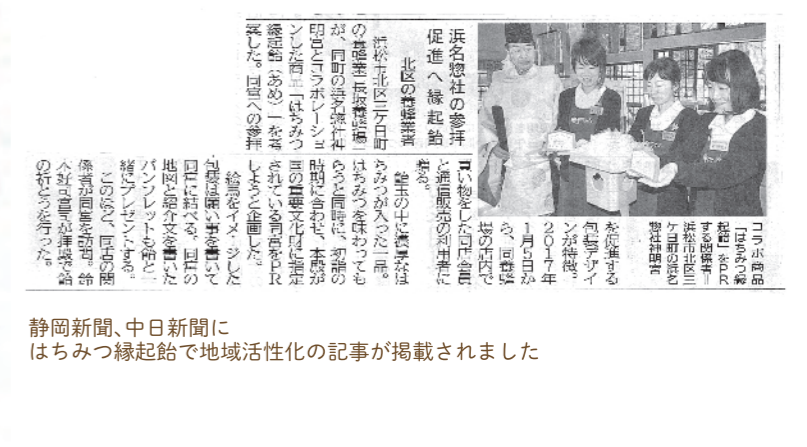 浜名惣社の参拝
促進へ縁起飴
北区の養蜂業者
浜松市北区三ケ日町
の養蜂業「長坂養蜂場」
が、同町の浜名惣社神
明宮とコラボレーショ
ンした商品「はちみつ
縁起飴(あめ)」を考
案した。同宮への参拝
を促進する
包装デザイ
ンが特徴。
2017年
1月5日か
ら、同養蜂
場の店内で
買い物をした同店会員
と通信販売の利用者に
贈る。
飴玉の中に濃厚なは
ちみつが入った一品。
はちみつを味わっても
らうと同時に、初詣の
時期に合わせ、本殿が
国の重要文化財に指定
されている同宮をPR
しようと企画した。
絵馬をイメージした
包装は願い事を書いて
同宮に結べる。同宮の
地図と紹介文を書いた
パンフレットも飴と一
緒にプレゼントする。
このほど、同店の関
係者が同宮を訪問。鈴
木好司宮司が拝殿で飴
の祈とうを行った。
コラボ商品
「はちみつ縁
起飴」をPR
する関係者=
浜松市北区三
ケ日町の浜名
惣社神明宮
静岡新聞、中日新聞に
はちみつ縁起飴で地域活性化の記事が掲載されました